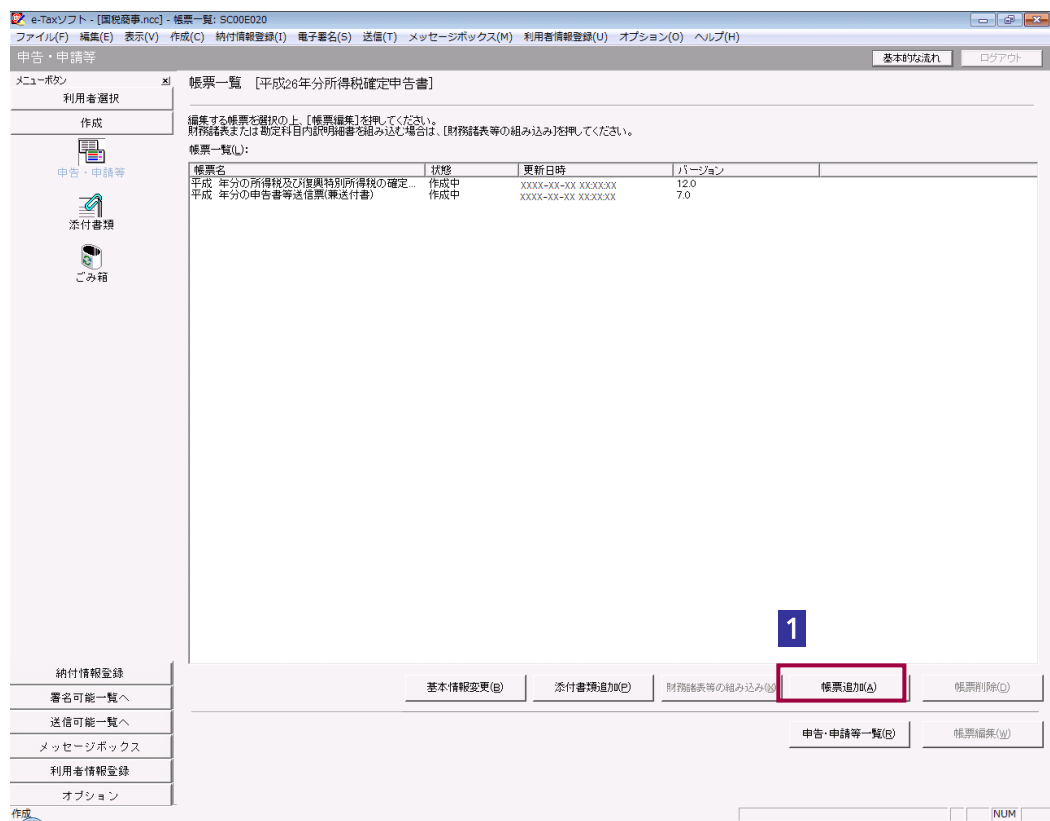 e-Taxソフト - [国税商事.ncc] - 帳票一覧: SC00E020
ファイル(F) 編集(E) 表示(V) 作成(C) 納付情報登録(I) 電子署名(S) 送信(T) メッセージボックス(M) 利用者情報登録(U) オプション(O) ヘルプ(H)
申告・申請等 基本的な流れ ログアウト
メニューボタン x
利用者選択
作成
申告・申請等
添付書類
ごみ箱
帳票一覧 [平成26年分所得税確定申告書]
編集する帳票を選択の上、[帳票編集]を押してください。
財務諸表または勘定科目内訳明細書を組み込む場合は、[財務諸表等の組み込み]を押してください。
帳票一覧(L):
帳票名 状態 更新日時 バージョン
平成 年分の所得税及び復興特別所得税の確定... 作成中 XXXX-XX-XX XX:XX:XX 12.0
平成 年分の申告書等送信票(兼送付書) 作成中 XXXX-XX-XX XX:XX:XX 7.0
1
基本情報変更(B) 添付書類追加(P) 財務諸表等の組み込み(X) 帳票追加(A) 帳票削除(D)
申告・申請等一覧(R) 帳票編集(W)
納付情報登録
署名可能一覧へ
送信可能一覧へ
メッセージボックス
利用者情報登録
オプション
作成 NUM